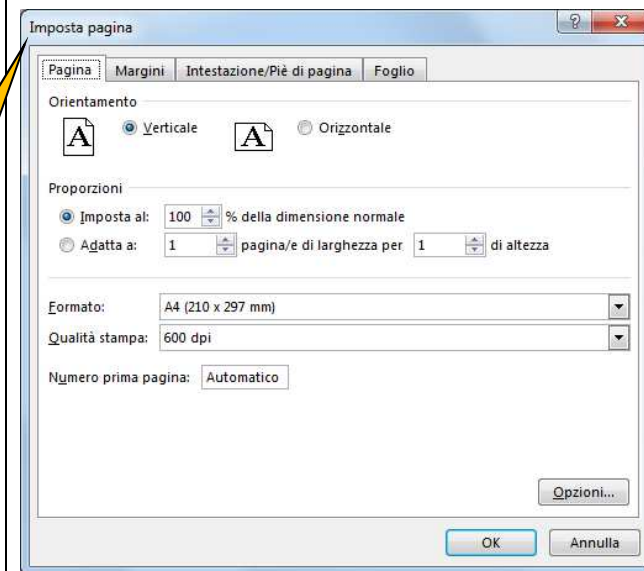 Imposta pagina
Pagina Margini Intestazione/Piè di pagina Foglio
Orientamento
A Verticale A Orizzontale
Proporzioni
Imposta al: 100 % della dimensione normale
Adatta a: 1 pagina/e di larghezza per 1 di altezza
Formato: A4 (210 x 297 mm)
Qualità stampa: 600 dpi
Numero prima pagina: Automatico
Opzioni...
OK Annulla